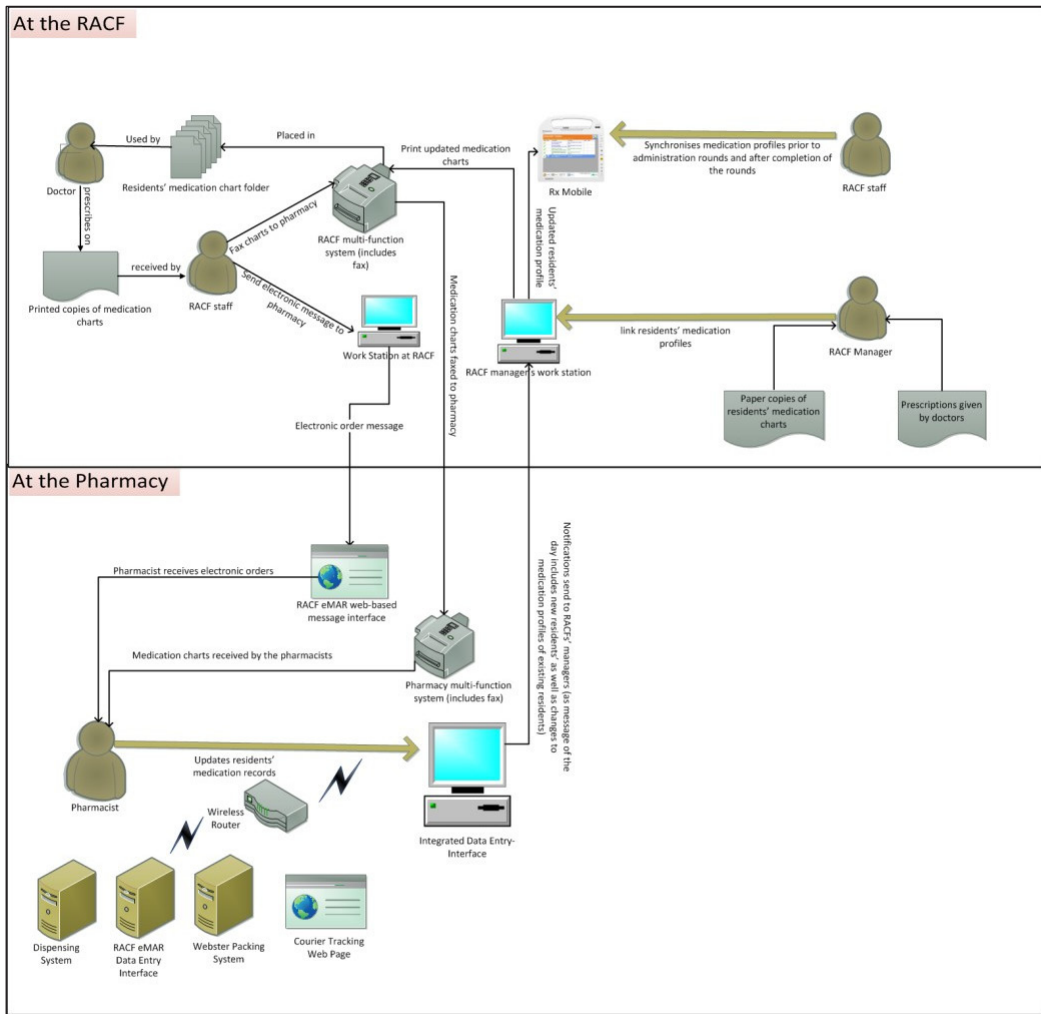 At the RACF
Used by
Placed in
Doctor
Residents' medication chart folder
prescribes on
Printed copies of medication
charts
received by
RACF staff
Fax charts to pharmacy
Send electronic message to
pharmacy
RACF multi-function
system (includes
fax)
Work Station at RACF
Electronic order message
Medication charts faxed to pharmacy
Print updated medication
charts
Rx Mobile
Updated residents'
medication profile
Synchronises medication profiles prior to
administration rounds and after completion of
the rounds
RACF staff
RACF manager's work station
link residents' medication
profiles
RACF Manager
Paper copies of
residents' medication
charts
Prescriptions given
by doctors
At the Pharmacy
Pharmacist receives electronic orders
RACF eMAR web-based
message interface
Medication charts received by the pharmacists
Pharmacy multi-function
system (includes fax)
Notifications send to RACFs' managers (as message of the
day includes new residents' as well as changes to
medication profiles of existing residents)
Pharmacist
Updates residents'
medication records
Wireless
Router
Integrated Data Entry-
Interface
Dispensing
System
RACF eMAR
Data Entry
Interface
Webster Packing
System
Courier Tracking
Web Page